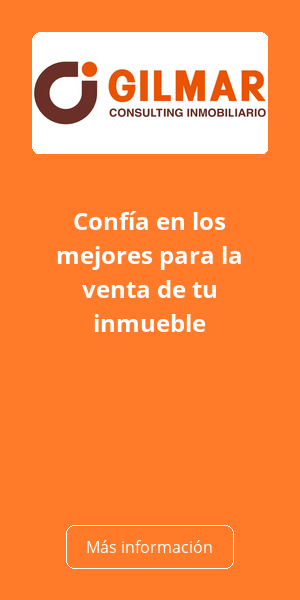 GILMAR
CONSULTING INMOBILIARIO
Confía en los
mejores para la
venta de tu
inmueble
Más información